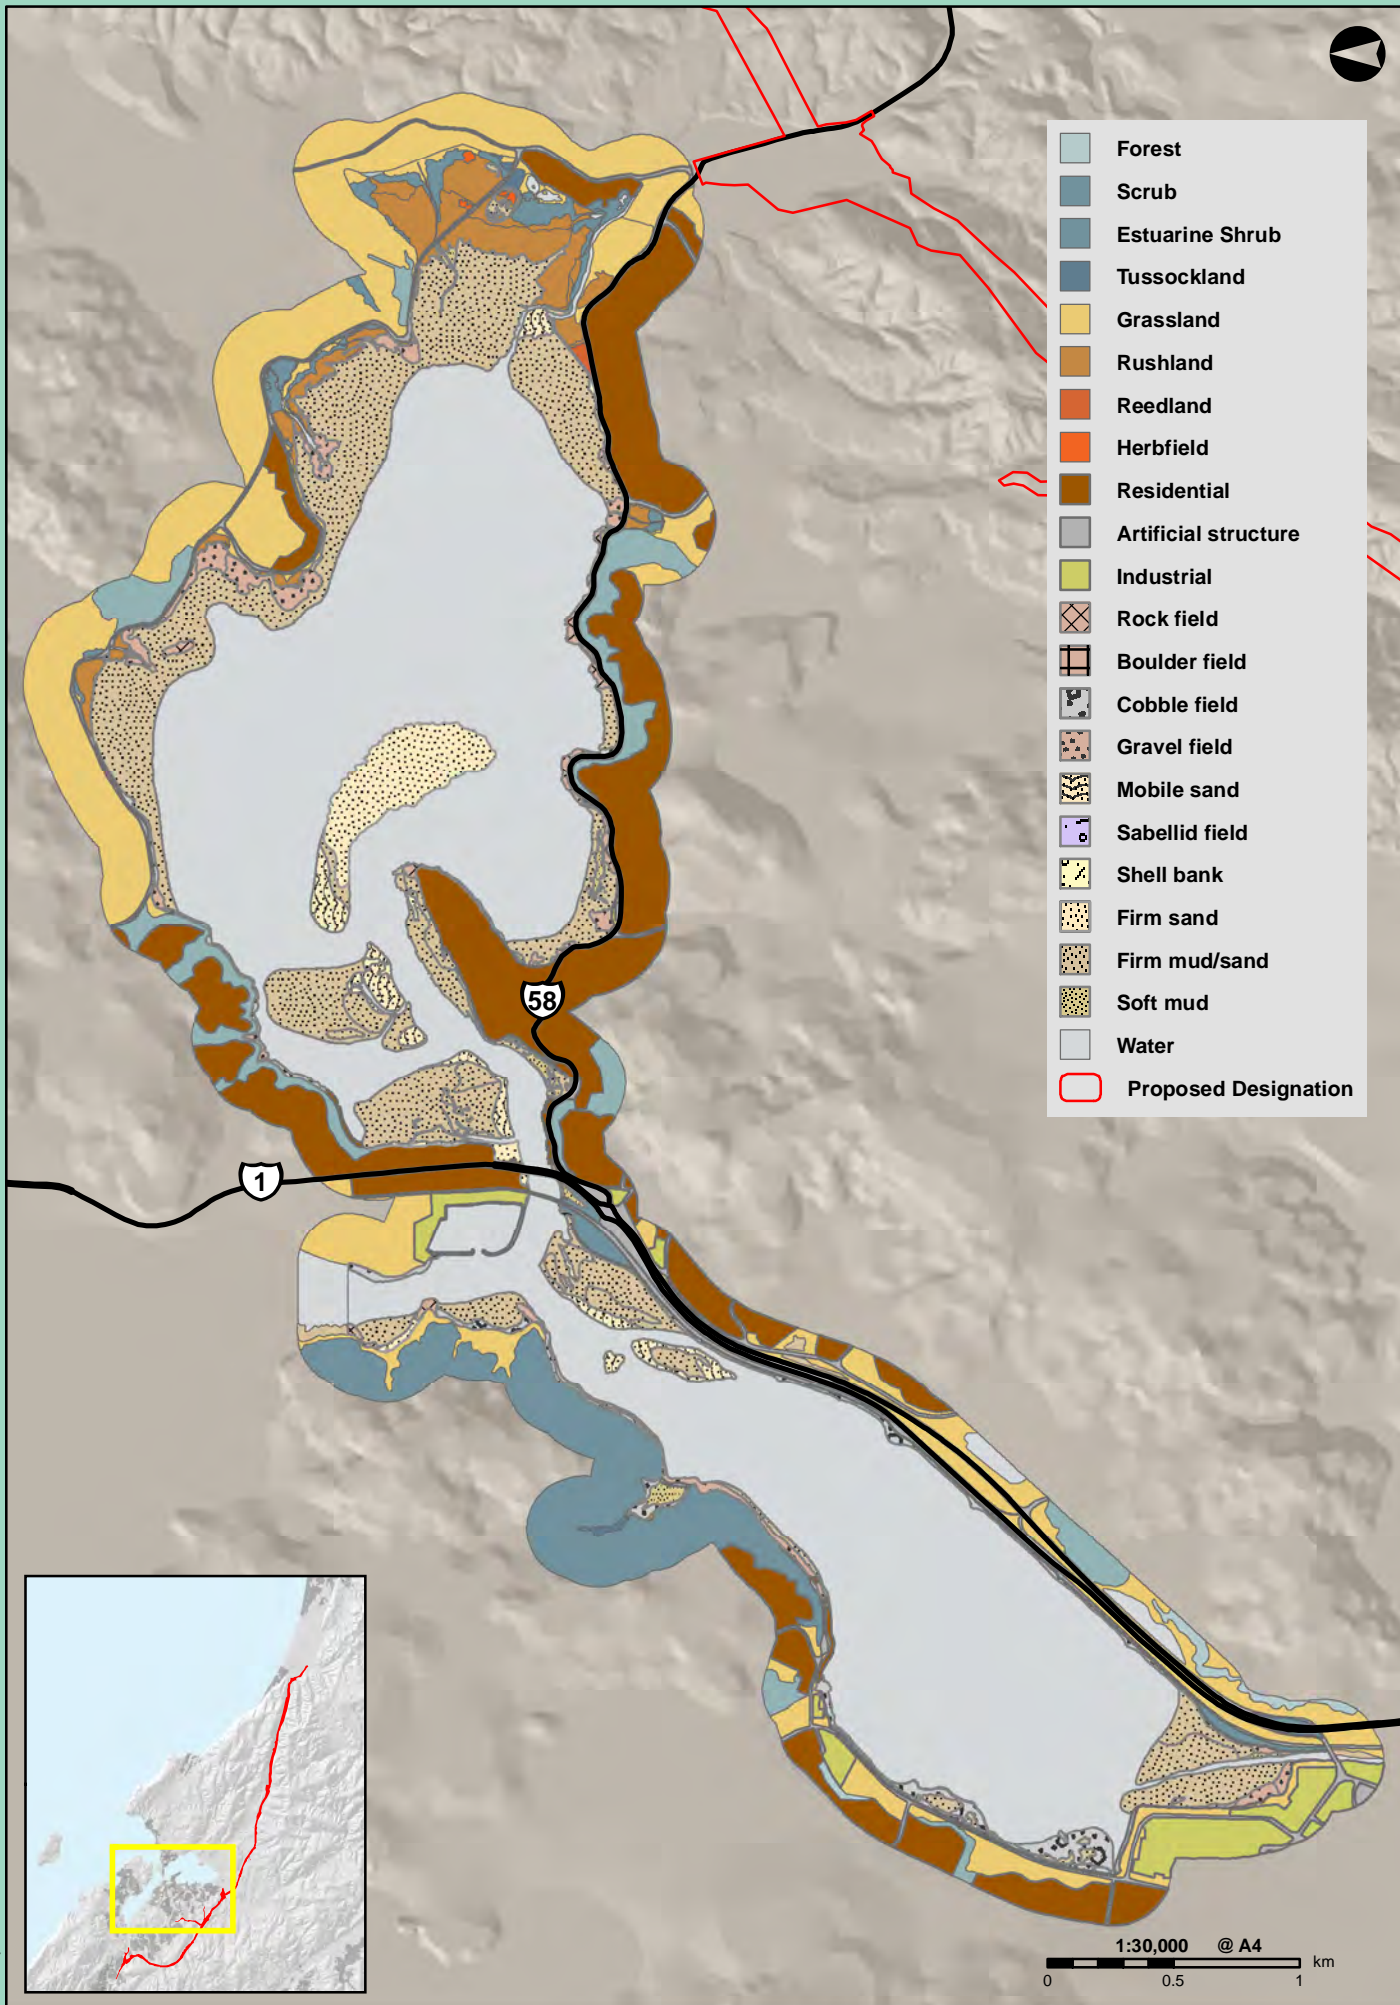 Forest
Scrub
Estuarine Shrub
Tussockland
Grassland
Rushland
Reedland
Herbfield
Residential
Artificial structure
Industrial
Rock field
Boulder field
Cobble field
Gravel field
Mobile sand
Sabellid field
Shell bank
Firm sand
Firm mud/sand
Soft mud
Water
Proposed Designation
58
1
1:30,000 @ A4
km
0 0.5 1